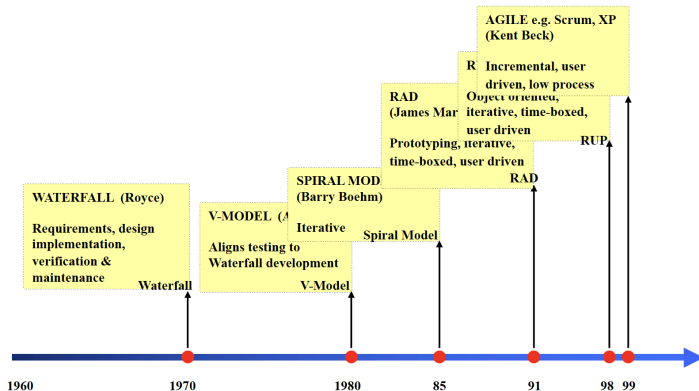 AGILE e.g. Scrum, XP
(Kent Beck)
Incremental, user
driven, low process
Object oriented,
iterative, time-boxed,
user driven
RUP
RAD
(James Mar
Prototyping, iterative,
time-boxed, user driven
RAD
SPIRAL MOD
(Barry Boehm)
Iterative
Spiral Model
V-MODEL (A
Aligns testing to
Waterfall development
V-Model
WATERFALL (Royce)
Requirements, design
implementation,
verification &
maintenance
Waterfall
1960
1970
1980
85
91
98
99